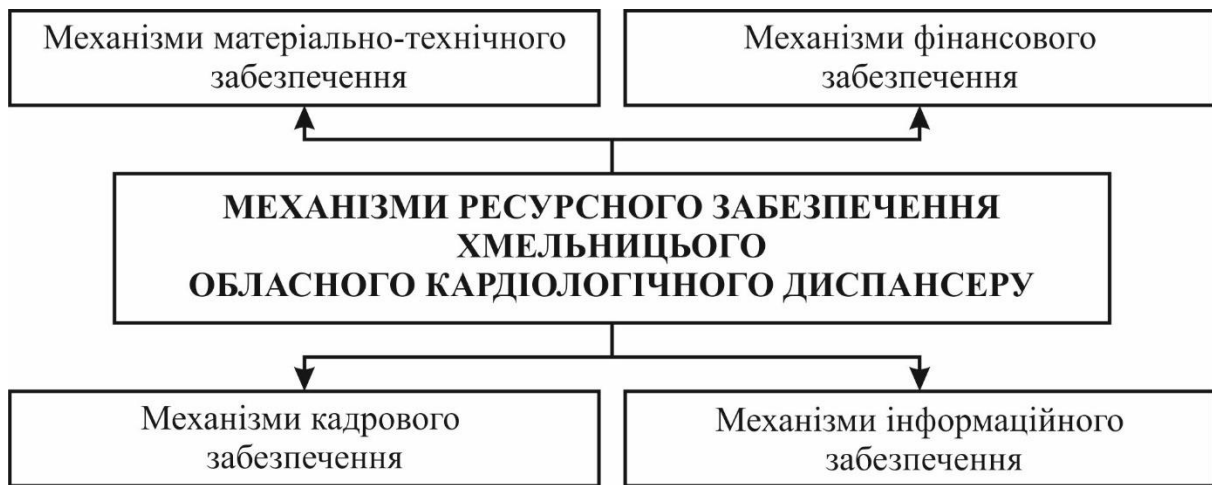 Механізми матеріально-технічного
забезпечення
Механізми фінансового
забезпечення
МЕХАНІЗМИ РЕСУРСНОГО ЗАБЕЗПЕЧЕННЯ
ХМЕЛЬНИЦЬОГО
ОБЛАСНОГО КАРДІОЛОГІЧНОГО ДИСПАНСЕРУ
Механізми кадрового
забезпечення
Механізми інформаційного
забезпечення